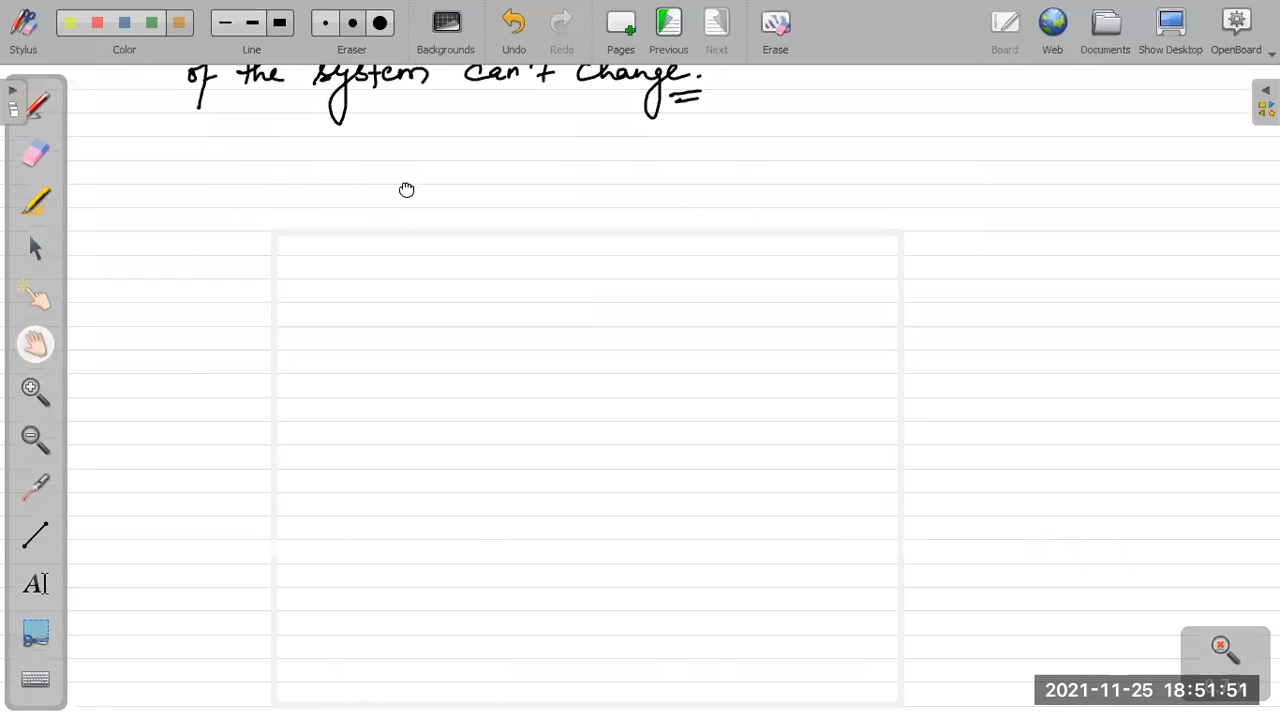 Stylus
Color
Line
Eraser
Backgrounds
Undo
Redo
Pages
Previous
Next
Erase
Board
Web
Documents
Show Desktop
OpenBoard
of the system can't change.
2021-11-25 18:51:51